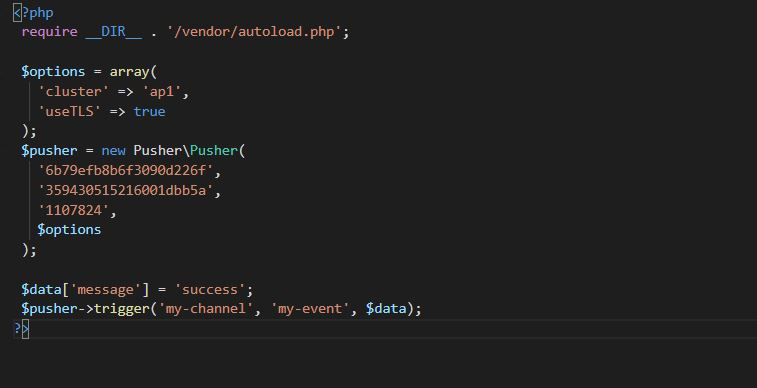 <?php
require __DIR__ . '/vendor/autoload.php';
$options = array(
'cluster' => 'ap1',
'useTLS' => true
);
$pusher = new Pusher\Pusher(
'6b79efb8b6f3090d226f',
'359430515216001dbb5a',
'1107824',
$options
);
$data['message'] = 'success';
$pusher->trigger('my-channel', 'my-event', $data);
?>